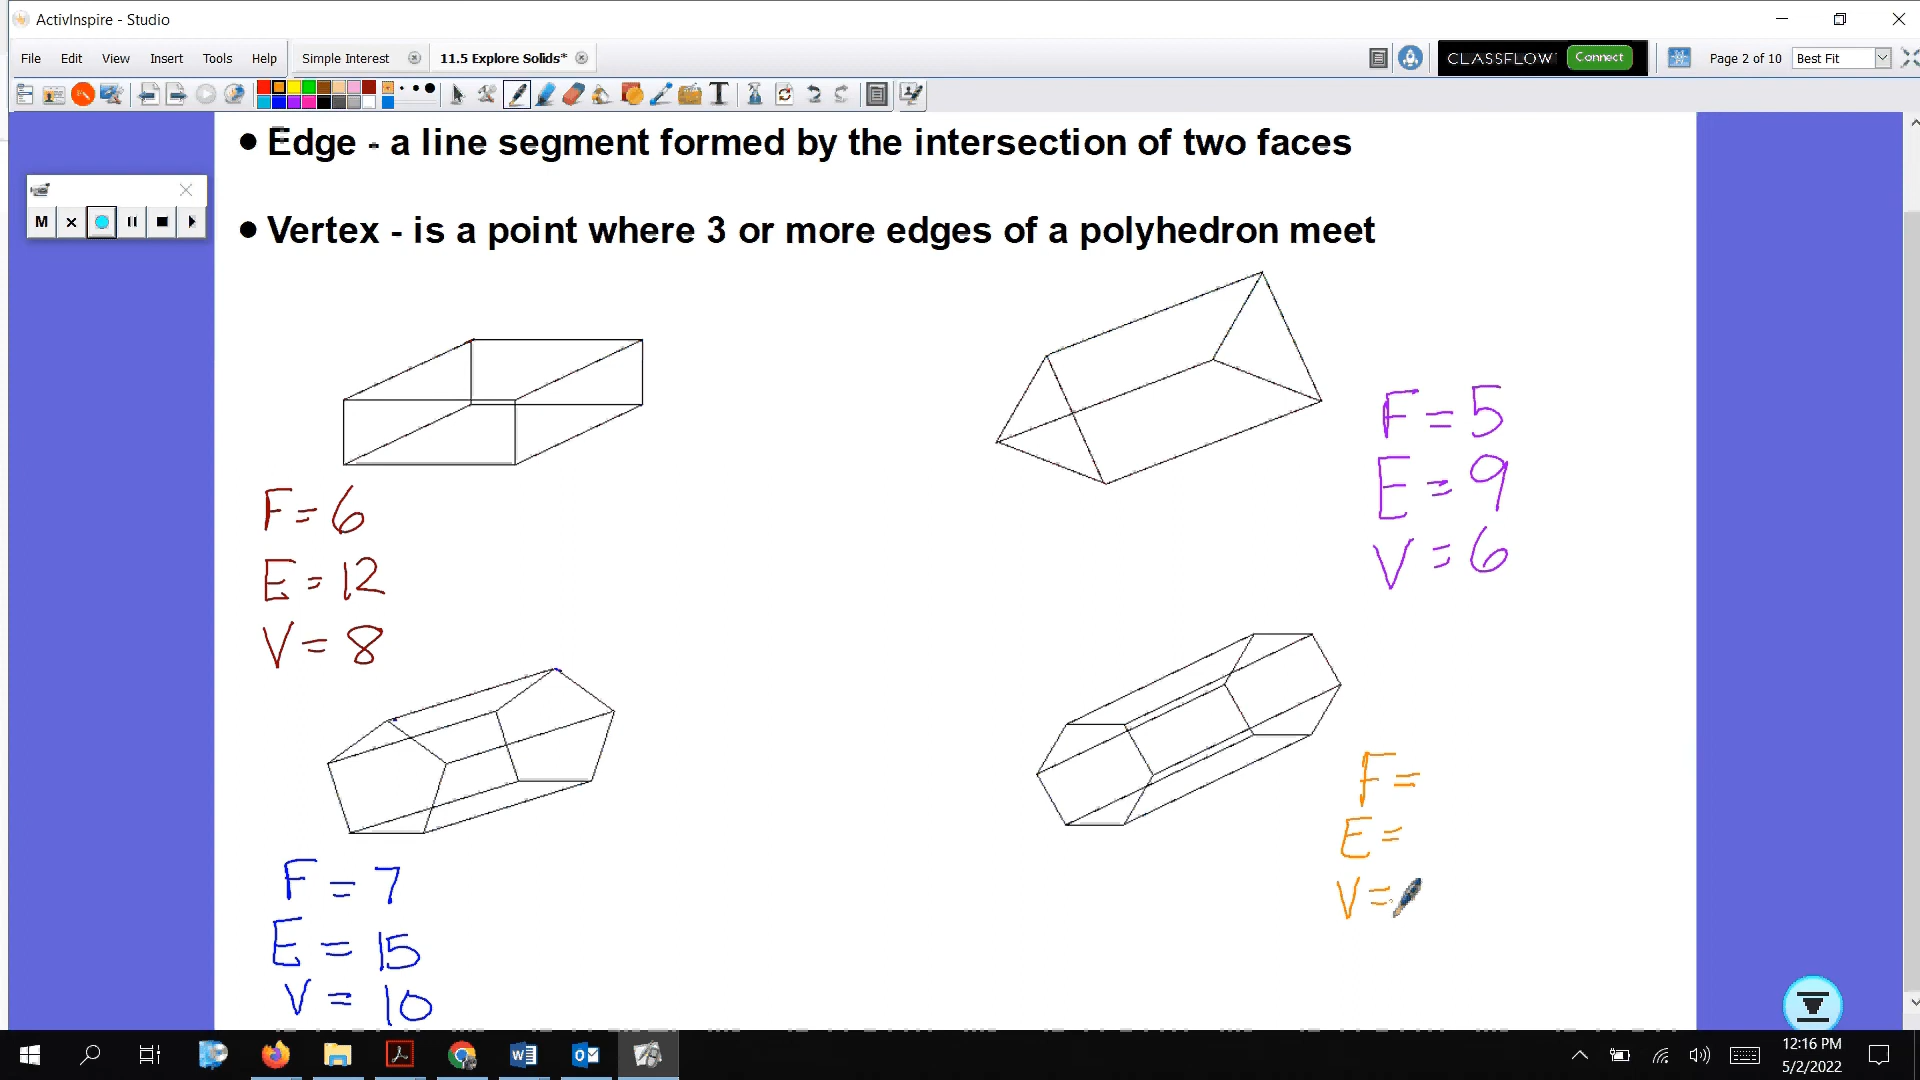 ActivInspire - Studio
File Edit View Insert Tools Help Simple Interest 11.5 Explore Solids* CLASSFLOW Connect Page 2 of 10 Best Fit
• Edge - a line segment formed by the intersection of two faces
M
• Vertex - is a point where 3 or more edges of a polyhedron meet
F = 5
E = 9
V = 6
F = 6
E = 12
V = 8
F =
E =
V =
F = 7
E = 15
V = 10
12:16 PM
5/2/2022